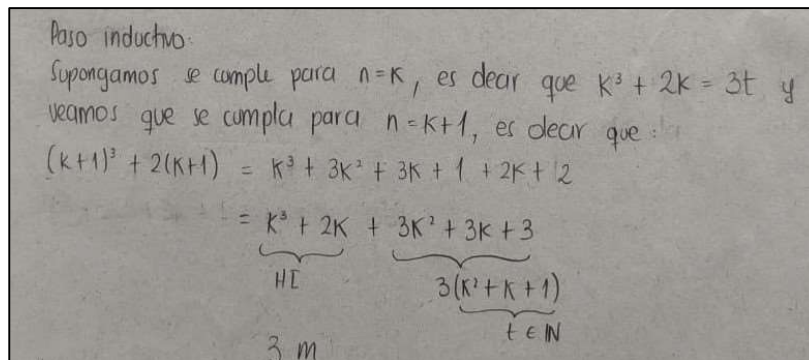 Paso inductivo:
Supongamos se cumple para n=K, es decir que K³ + 2K = 3t y
veamos que se cumpla para n=K+1, es decir que:
(K+1)³ + 2(K+1) = K³ + 3K² + 3K + 1 + 2K + 2
= K³ + 2K + 3K² + 3K + 3
HI 3(K² + K + 1)
t ∈ IN
3 m